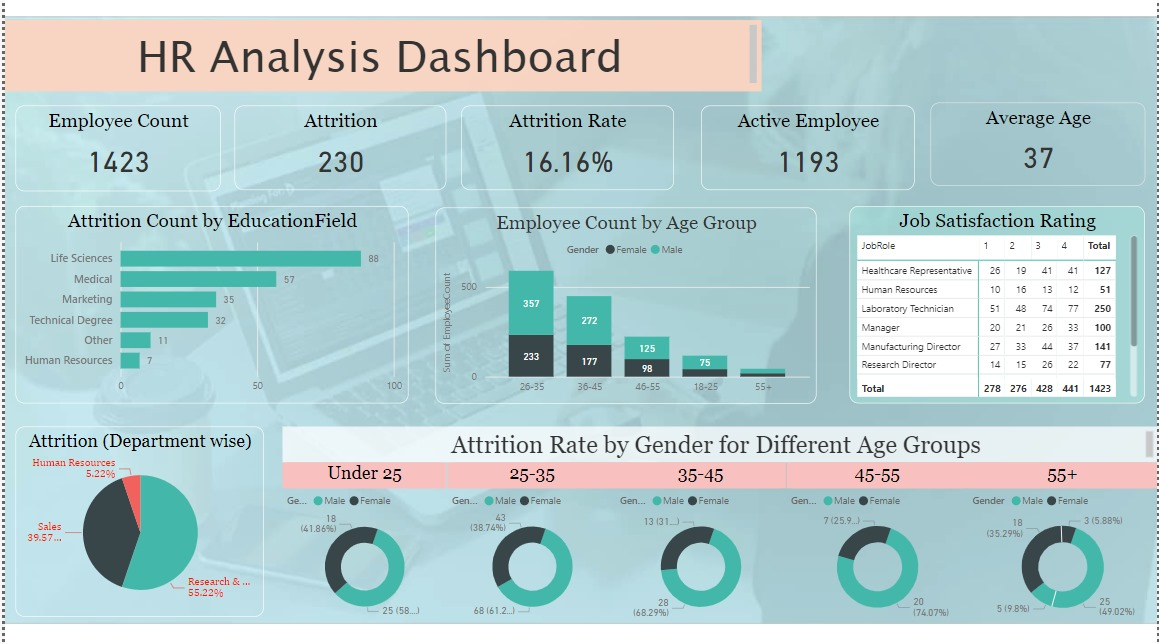 HR Analysis Dashboard
Employee Count
1423
Attrition
230
Attrition Rate
16.16%
Active Employee
1193
Average Age
37
Attrition Count by EducationField
Life Sciences 88
Medical 57
Marketing 35
Technical Degree 32
Other 11
Human Resources 7
0 50 100
Employee Count by Age Group
Gender Female Male
Sum of EmployeeCount
500
0
357
233
272
177
125
98
75
26-35 36-45 46-55 18-25 55+
Job Satisfaction Rating
JobRole 1 2 3 4 Total
Healthcare Representative 26 19 41 41 127
Human Resources 10 16 13 12 51
Laboratory Technician 51 48 74 77 250
Manager 20 21 26 33 100
Manufacturing Director 27 33 44 37 141
Research Director 14 15 26 22 77
Total 278 276 428 441 1423
Attrition (Department wise)
Human Resources
5.22%
Sales
39.57...
Research & ...
55.22%
Attrition Rate by Gender for Different Age Groups
Under 25
Ge... Male Female
18
(41.86%)
25 (58....)
25-35
Gen... Male Female
43
(38.74%)
68 (61.2...)
35-45
Gen... Male Female
13 (31....)
28
(68.29%)
45-55
Gen... Male Female
7 (25.9...)
20
(74.07%)
55+
Gender Male Female
18
(35.29%)
3 (5.88%)
5 (9.8%)
25
(49.02%)